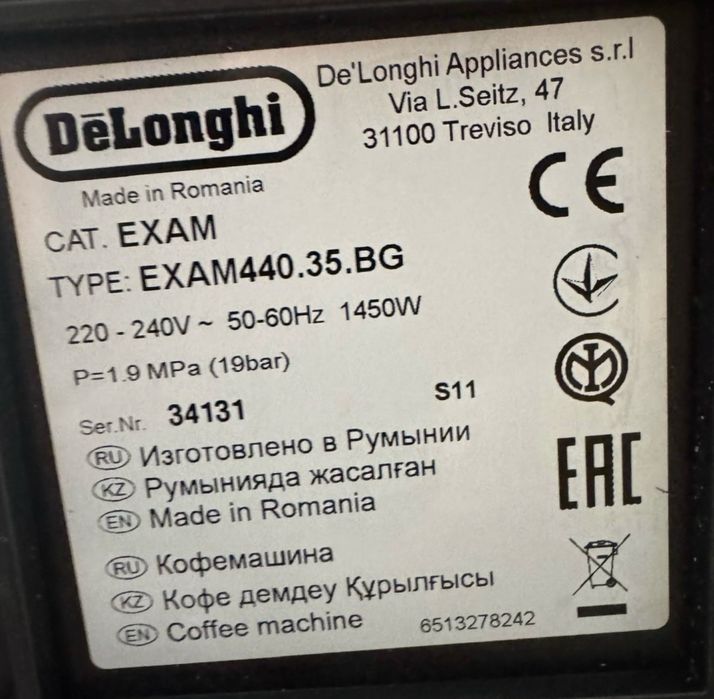 DeLonghi
De'Longhi Appliances s.r.l
Via L.Seitz, 47
31100 Treviso Italy
Made in Romania
CE
CAT. EXAM
TYPE: EXAM440.35.BG
220 - 240V ~ 50-60Hz 1450W
P=1.9 MPa (19bar)
Ser.Nr. 34131 S11
RU Изготовлено в Румынии
KZ Румынияда жасалған
EN Made in Romania
EAC
RU Кофемашина
KZ Кофе демдеу Құрылғысы
EN Coffee machine 6513278242